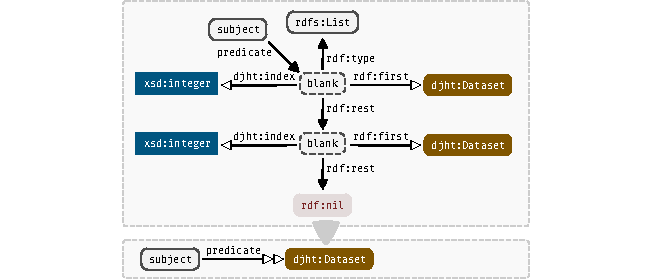 rdfs:List
subject
predicate
rdf:type
djht:index
rdf:first
xsd:integer
blank
djht:Dataset
rdf:rest
djht:index
rdf:first
xsd:integer
blank
djht:Dataset
rdf:rest
rdf:nil
predicate
subject
djht:Dataset